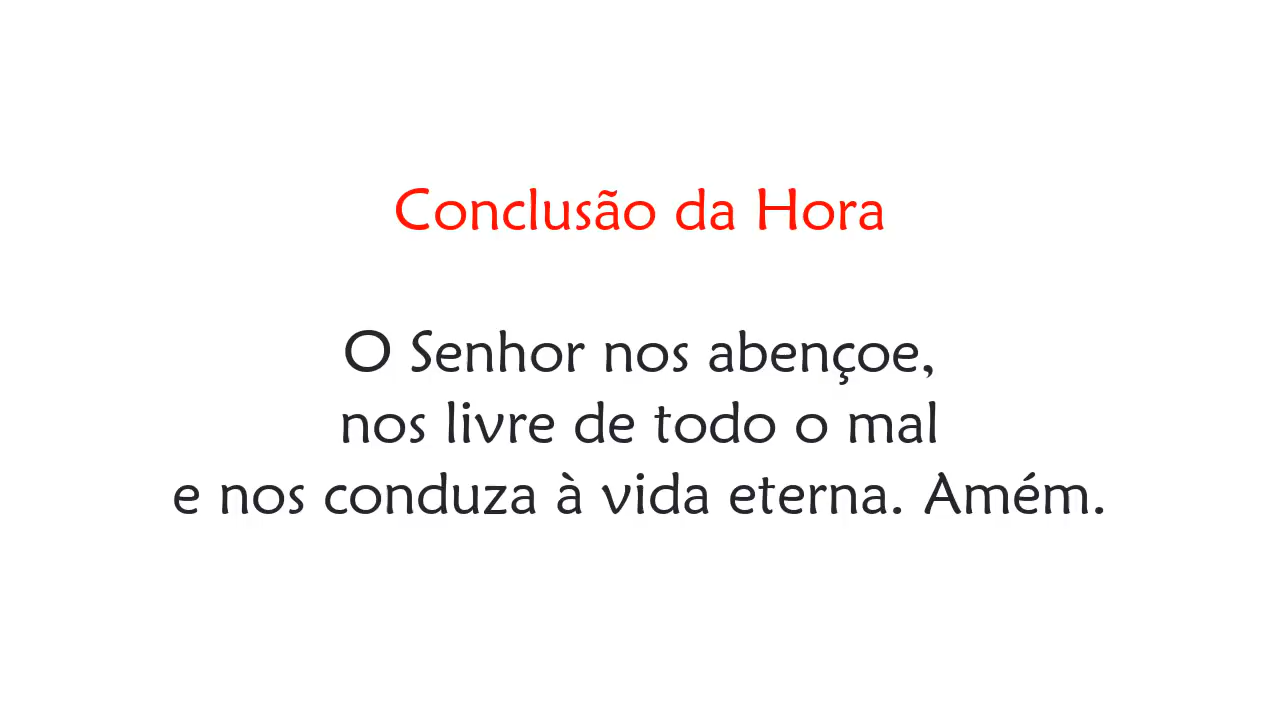 Conclusão da Hora
O Senhor nos abençoe,
nos livre de todo o mal
e nos conduza à vida eterna. Amém.